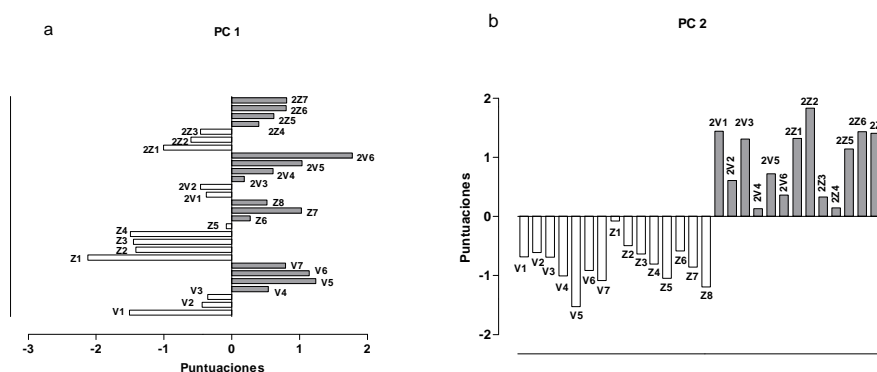 a
PC 1
2Z7
2Z6
2Z5
2Z4
2Z3
2Z2
2Z1
2V6
2V5
2V4
2V3
2V2
2V1
Z8
Z7
Z6
Z5
Z4
Z3
Z2
Z1
V7
V6
V5
V4
V3
V2
V1
-3 -2 -1 0 1 2
Puntuaciones
b
PC 2
Puntuaciones
2
1
0
-1
-2
V1 V2 V3 V4 V5 V6 V7 Z1 Z2 Z3 Z4 Z5 Z6 Z7 Z8
2V1 2V2 2V3 2V4 2V5 2V6 2Z1 2Z2 2Z3 2Z4 2Z5 2Z6